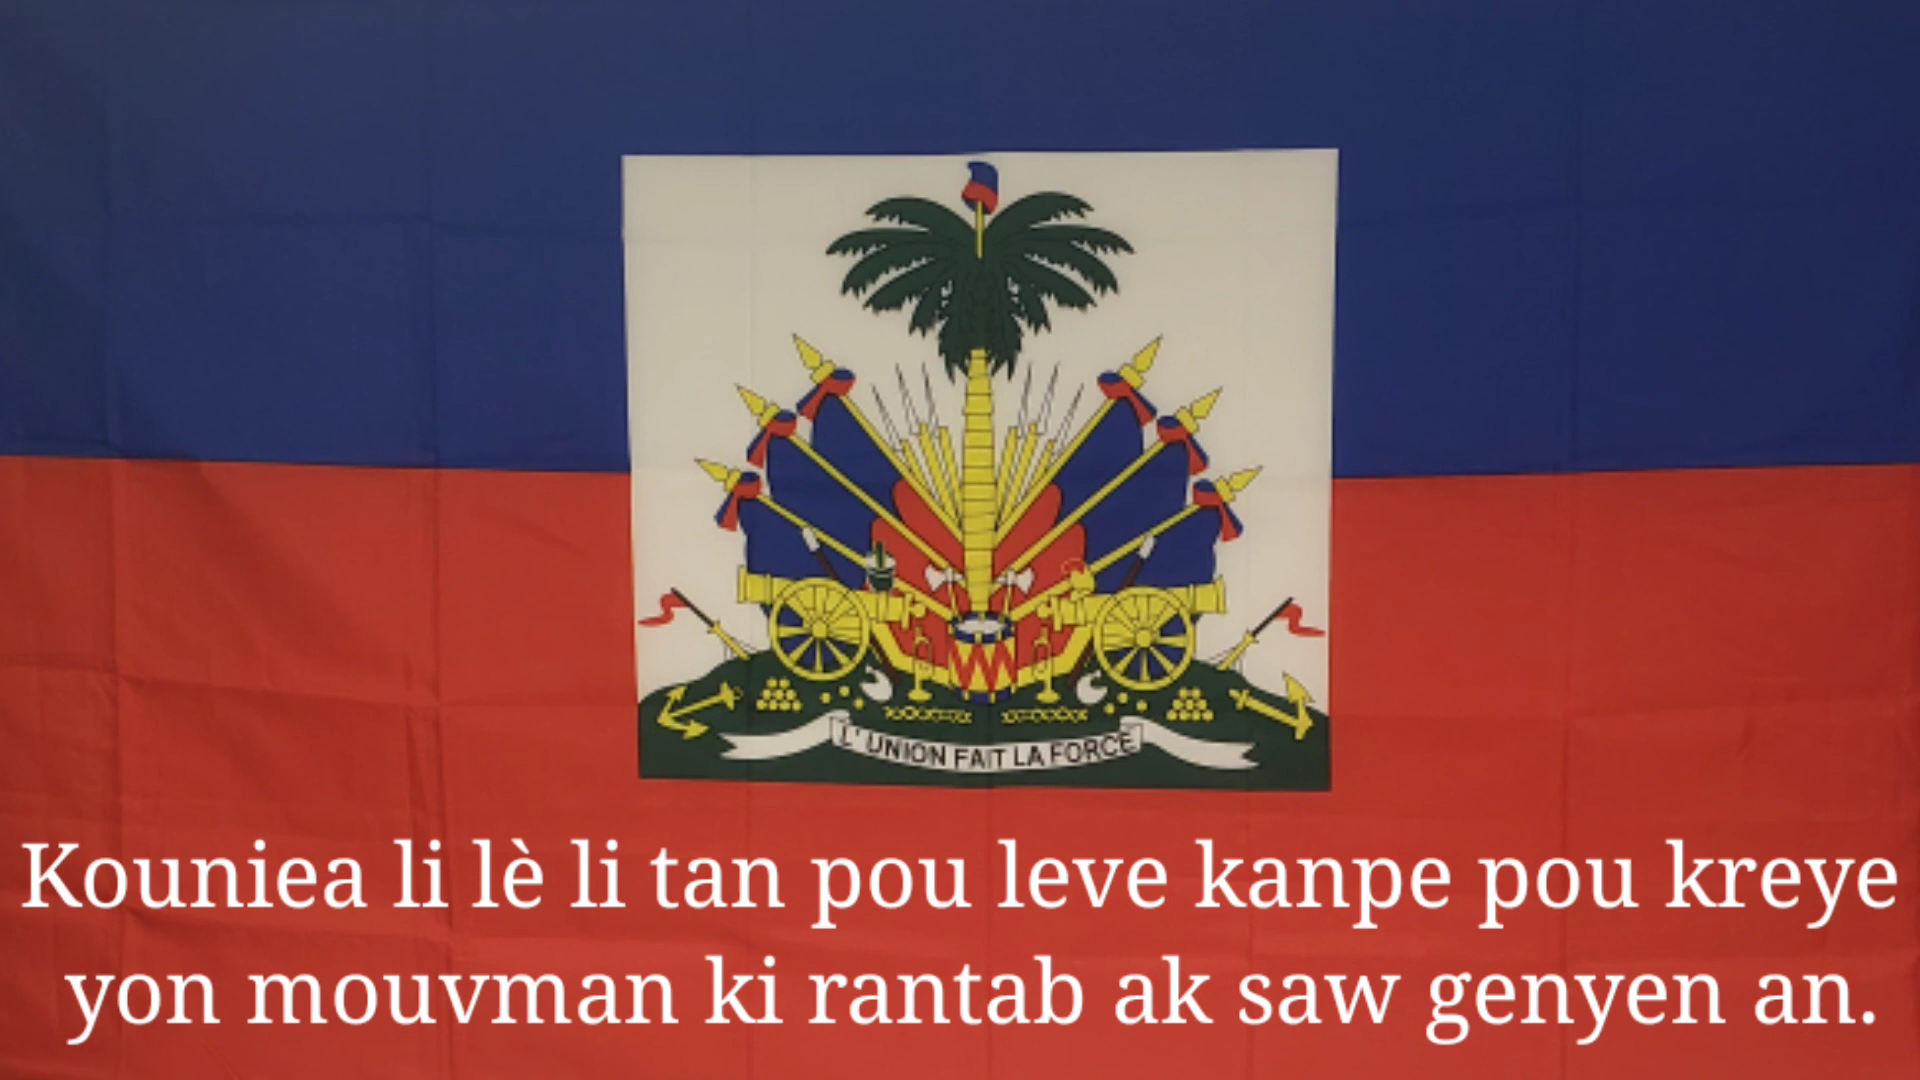 L' UNION FAIT LA FORCE
Kouniea li lè li tan pou leve kanpe pou kreye
yon mouvman ki rantab ak saw genyen an.